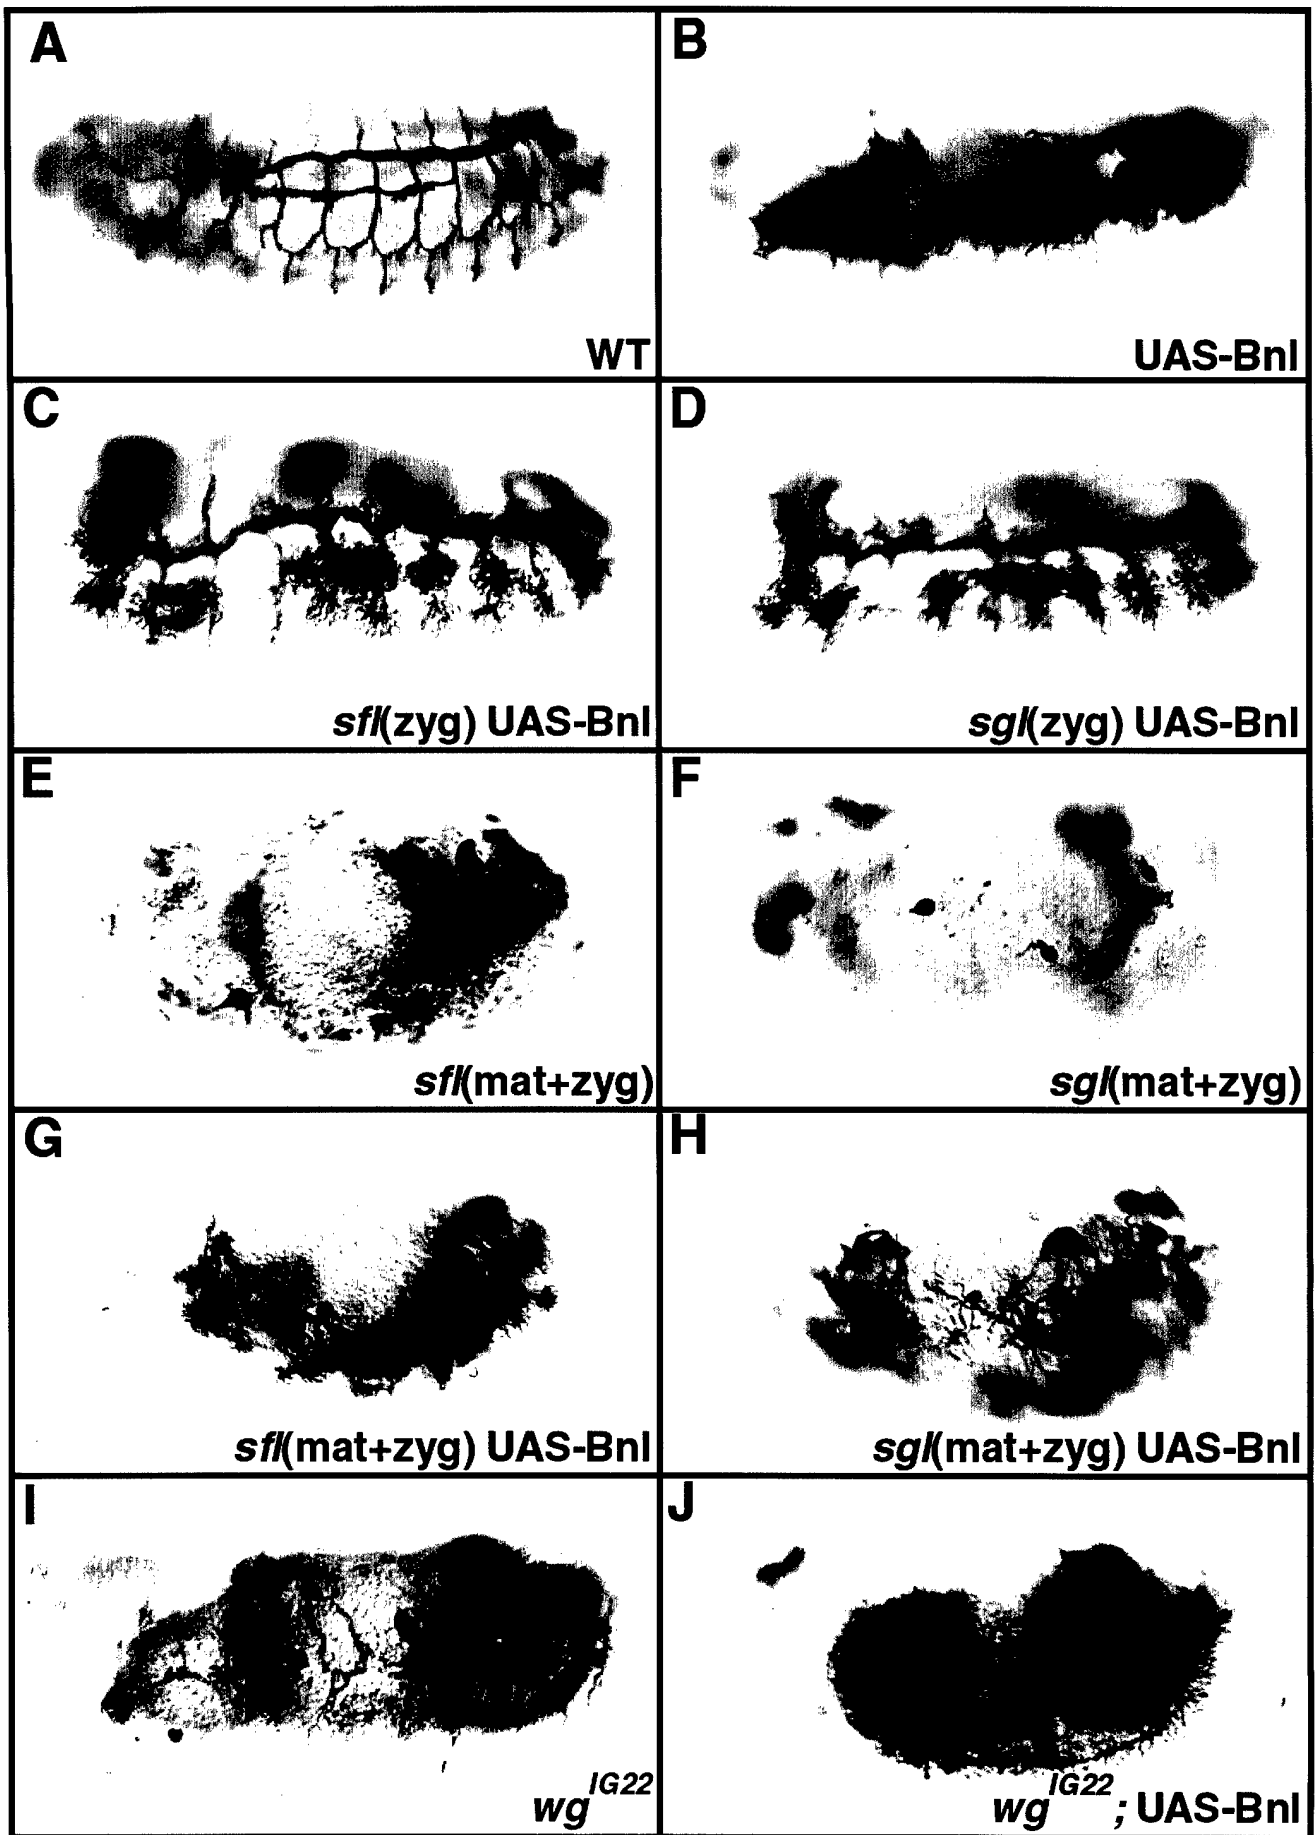 A
WT
B
UAS-Bnl
C
sfl(zyg) UAS-Bnl
D
sgl(zyg) UAS-Bnl
E
sfl(mat+zyg)
F
sgl(mat+zyg)
G
sfl(mat+zyg) UAS-Bnl
H
sgl(mat+zyg) UAS-Bnl
I
wg^IG22
J
wg^IG22; UAS-Bnl